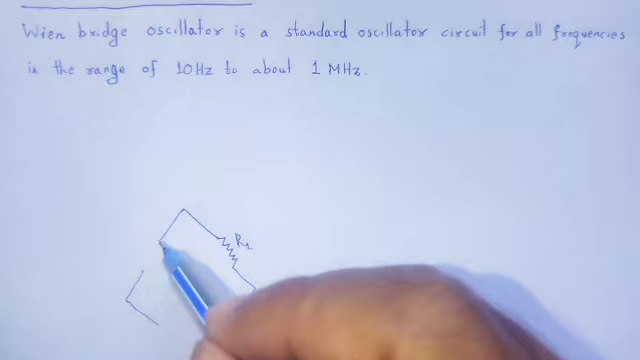 Wien bridge oscillator is a standard oscillator circuit for all frequencies
in the range of 10Hz to about 1 MHz.
R1